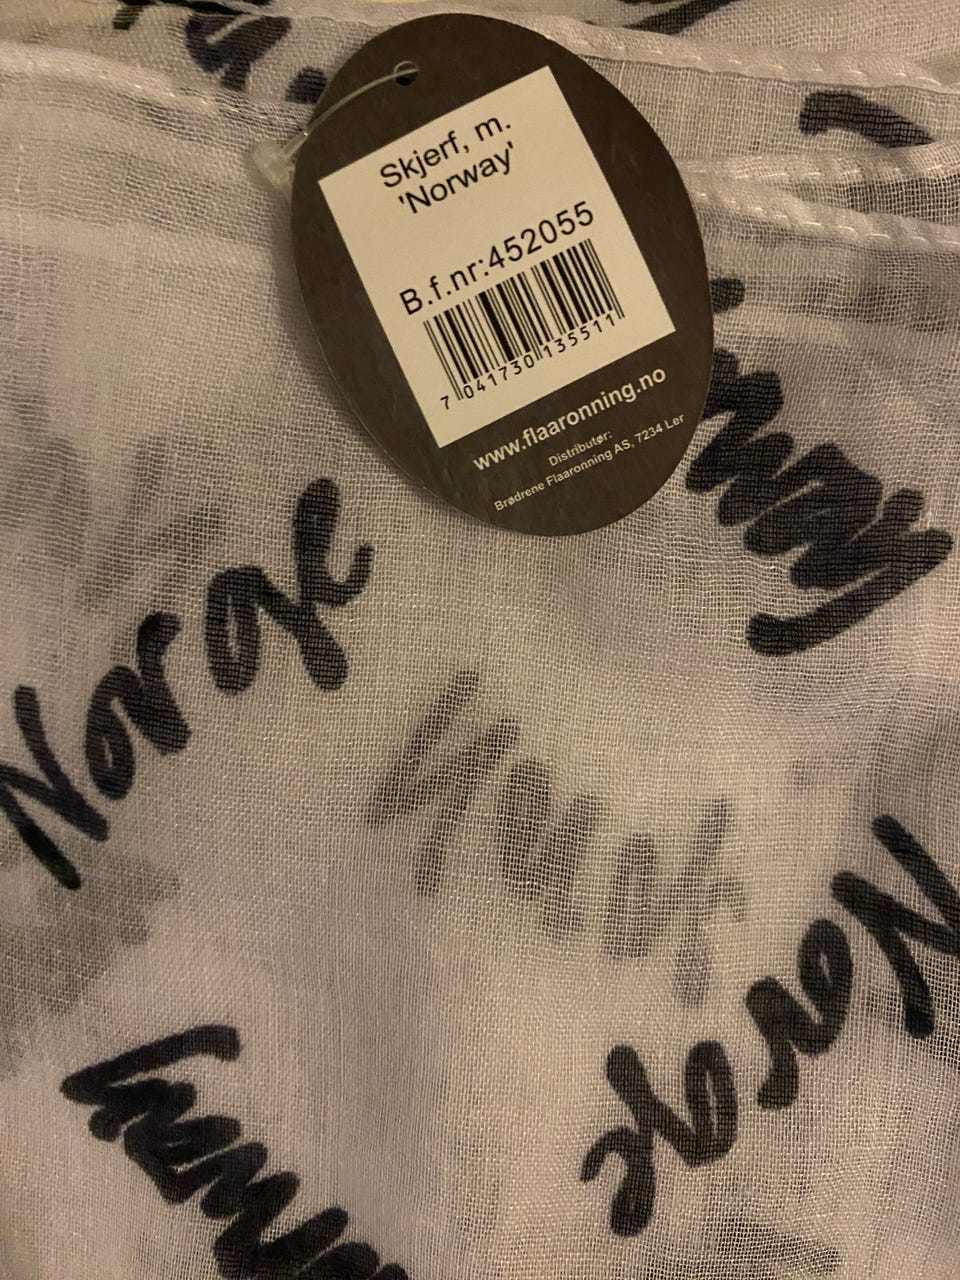 Skjerf, m.
'Norway'
B.f.nr:452055
7 041730 135511
www.flaaronning.no
Distributør:
Brødrene Flaaronning AS, 7234 Ler
Norway
Norge
Norge
Norway